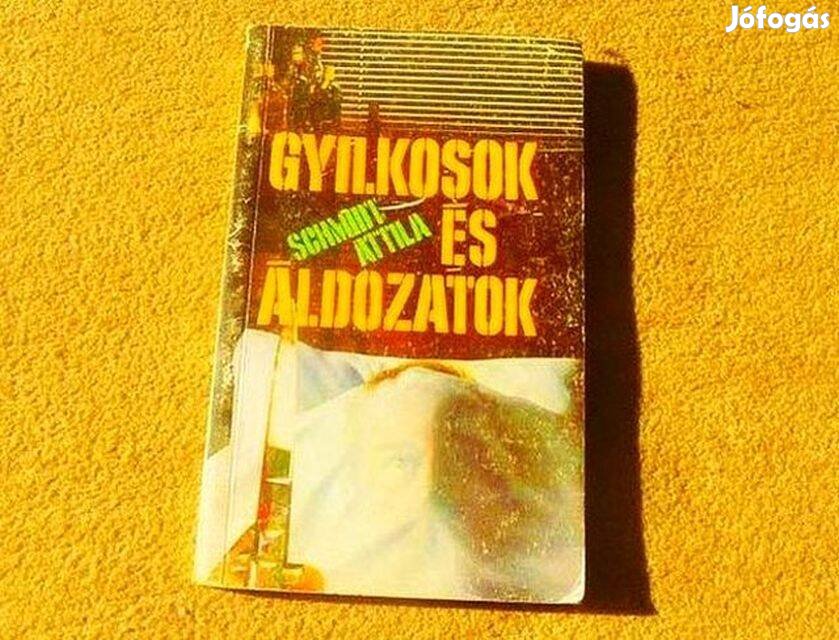 Jófogás
GYILKOSOK
SCHMIDT
ATTILA
ÉS
ÁLDOZATOK